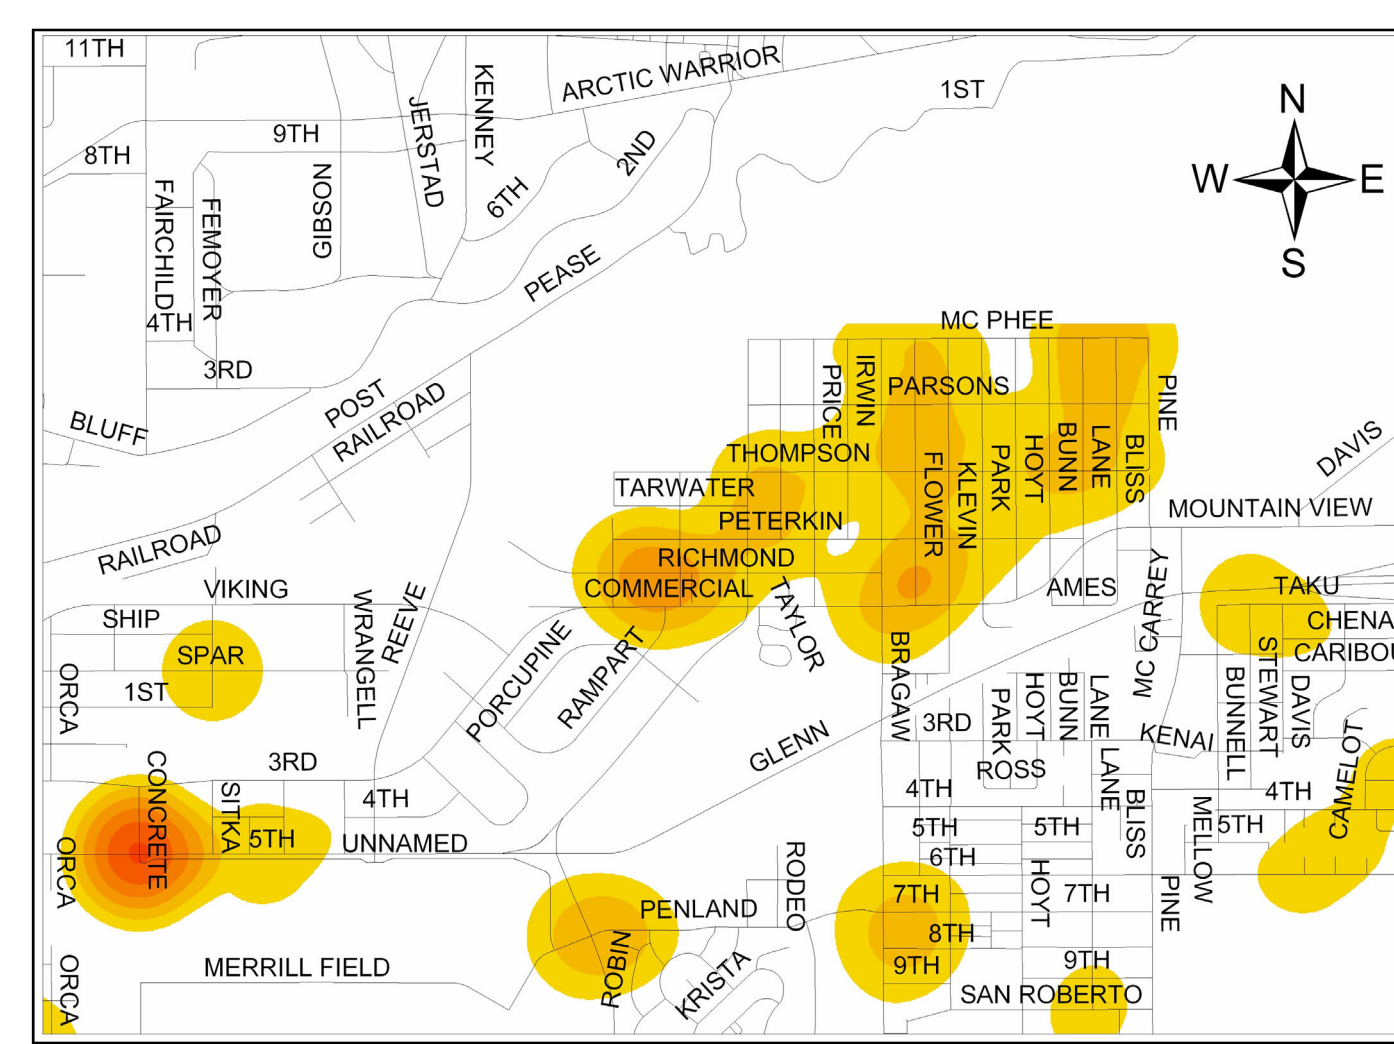 11TH
KENNEY
ARCTIC WARRIOR
1ST
N
JERSTAD
9TH
8TH
2ND
W
E
GIBSON
6TH
FAIRCHILD
FEMOYER
S
PEASE
4TH
MC PHEE
3RD
IRWIN
PRICE
PARSONS
PINE
POST
RAILROAD
BLUFF
BUNN
LANE
BLISS
HOYT
PARK
KLEVIN
FLOWER
DAVIS
THOMPSON
TARWATER
PETERKIN
MOUNTAIN VIEW
RAILROAD
RICHMOND
COMMERCIAL
VIKING
AMES
TAKU
SHIP
WRANGELL
REEVE
TAYLOR
MC CARREY
CHENA
PORCUPINE
RAMPART
BRAGAW
STEWART
CARIBOU
SPAR
ORCA
1ST
HOYT
BUNN
LANE
PARK
BUNNELL
DAVIS
3RD
GLENN
KENAI
CAMELOT
CONCRETE
3RD
ROSS
LANE
SITKA
4TH
4TH
BLISS
MELLOW
4TH
5TH
UNNAMED
5TH
5TH
5TH
ORCA
RODEO
6TH
HOYT
7TH
7TH
PINE
PENLAND
ROBIN
8TH
KRISTA
ORCA
MERRILL FIELD
9TH
9TH
SAN ROBERTO